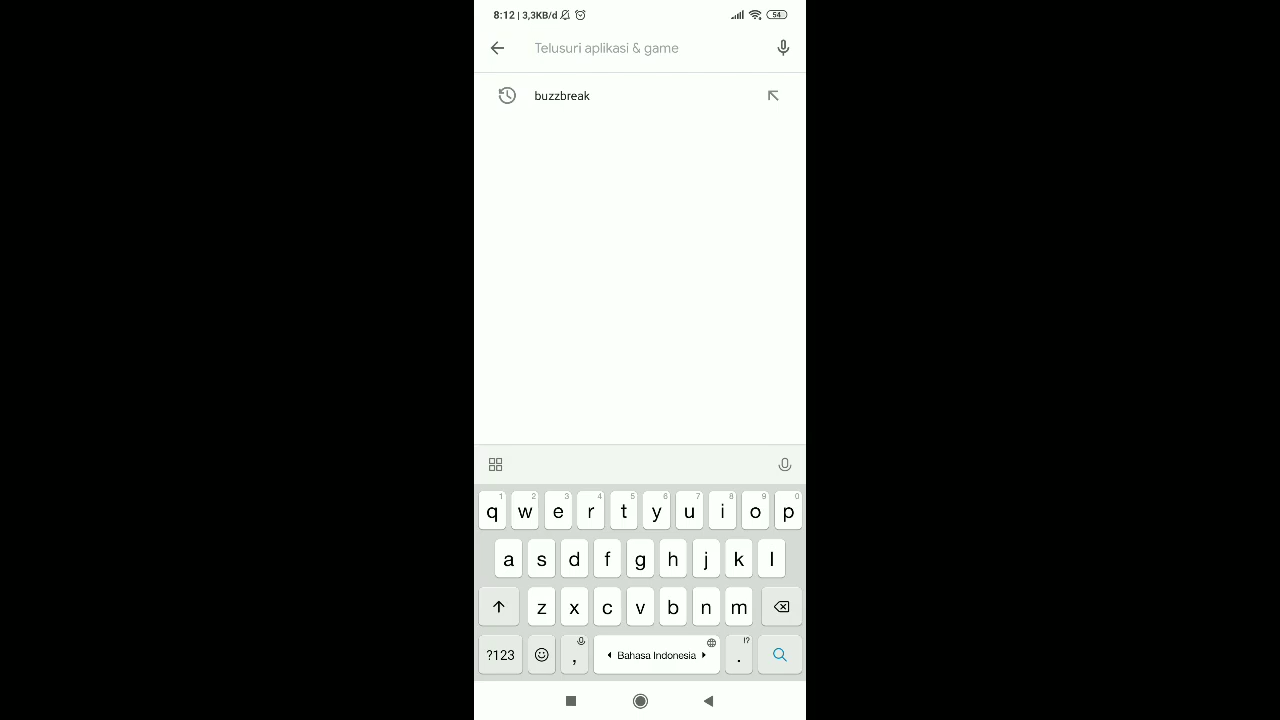 8:12 | 3,3KB/d 54
Telusuri aplikasi & game
buzzbreak
1 2 3 4 5 6 7 8 9 0
q w e r t y u i o p
a s d f g h j k l
z x c v b n m
!?
?123 , Bahasa Indonesia .